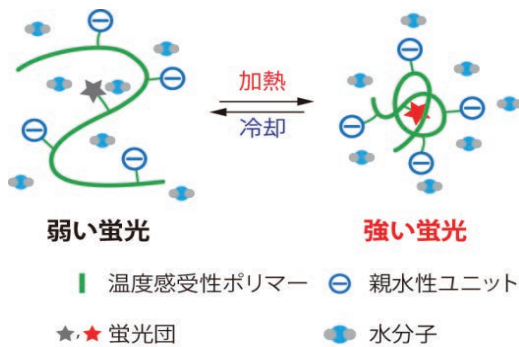 加熱
冷却
弱い蛍光
強い蛍光
温度感受性ポリマー
親水性ユニット
蛍光団
水分子